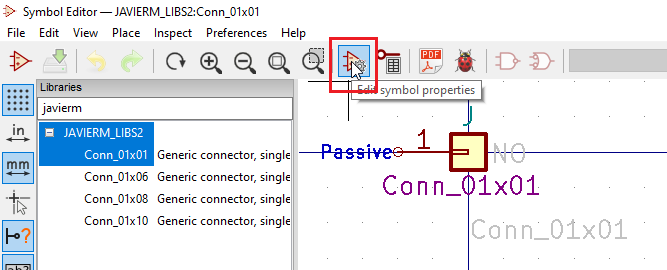 Symbol Editor — JAVIERM_LIBS2:Conn_01x01
File Edit View Place Inspect Preferences Help
PDF
Edit symbol properties
Libraries
javierm
JAVIERM_LIBS2
Conn_01x01 Generic connector, single
Conn_01x06 Generic connector, single
Conn_01x08 Generic connector, single
Conn_01x10 Generic connector, single
in
mm
?
J
Passive 1 NO
Conn_01x01
Conn_01x01